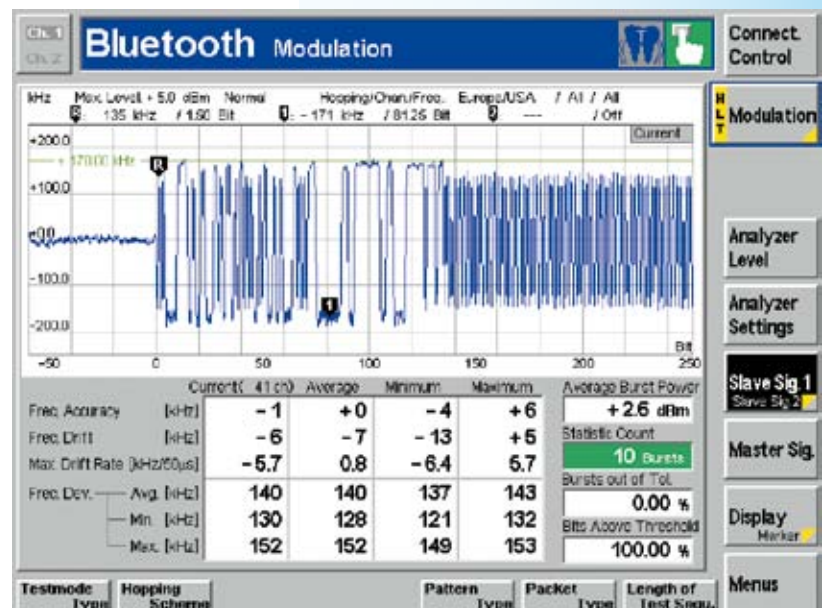 Ch. 1
Ch. 2
Bluetooth Modulation
Connect. Control
kHz Max. Level: + 5.0 dBm Normal Hopping/Chan./Freq. Europe/USA / All / All
R: 135 kHz / 1.50 Bit 1: - 171 kHz / 81.25 Bit 2 --- / Off
HLT
Modulation
Current
+200.0
+ 170.00 kHz
R
+100.0
+0.0
-100.0
1
-200.0
Bit
-50 0 50 100 150 200 250
Analyzer Level
Analyzer Settings
Slave Sig.1
Slave Sig.2
Master Sig.
Display
Marker
Menus
Current( 41 ch) Average Minimum Maximum
Freq. Accuracy [kHz] - 1 +0 - 4 + 6
Freq. Drift [kHz] - 6 - 7 - 13 + 5
Max. Drift Rate [kHz/50µs] - 5.7 0.8 - 6.4 5.7
Freq. Dev. Avg. [kHz] 140 140 137 143
Min. [kHz] 130 128 121 132
Max. [kHz] 152 152 149 153
Average Burst Power
+ 2.6 dBm
Statistic Count
10 Bursts
Bursts out of Tol.
0.00 %
Bits Above Threshold
100.00 %
Testmode Type
Hopping Scheme
Pattern Type
Packet Type
Length of Test Sequ.